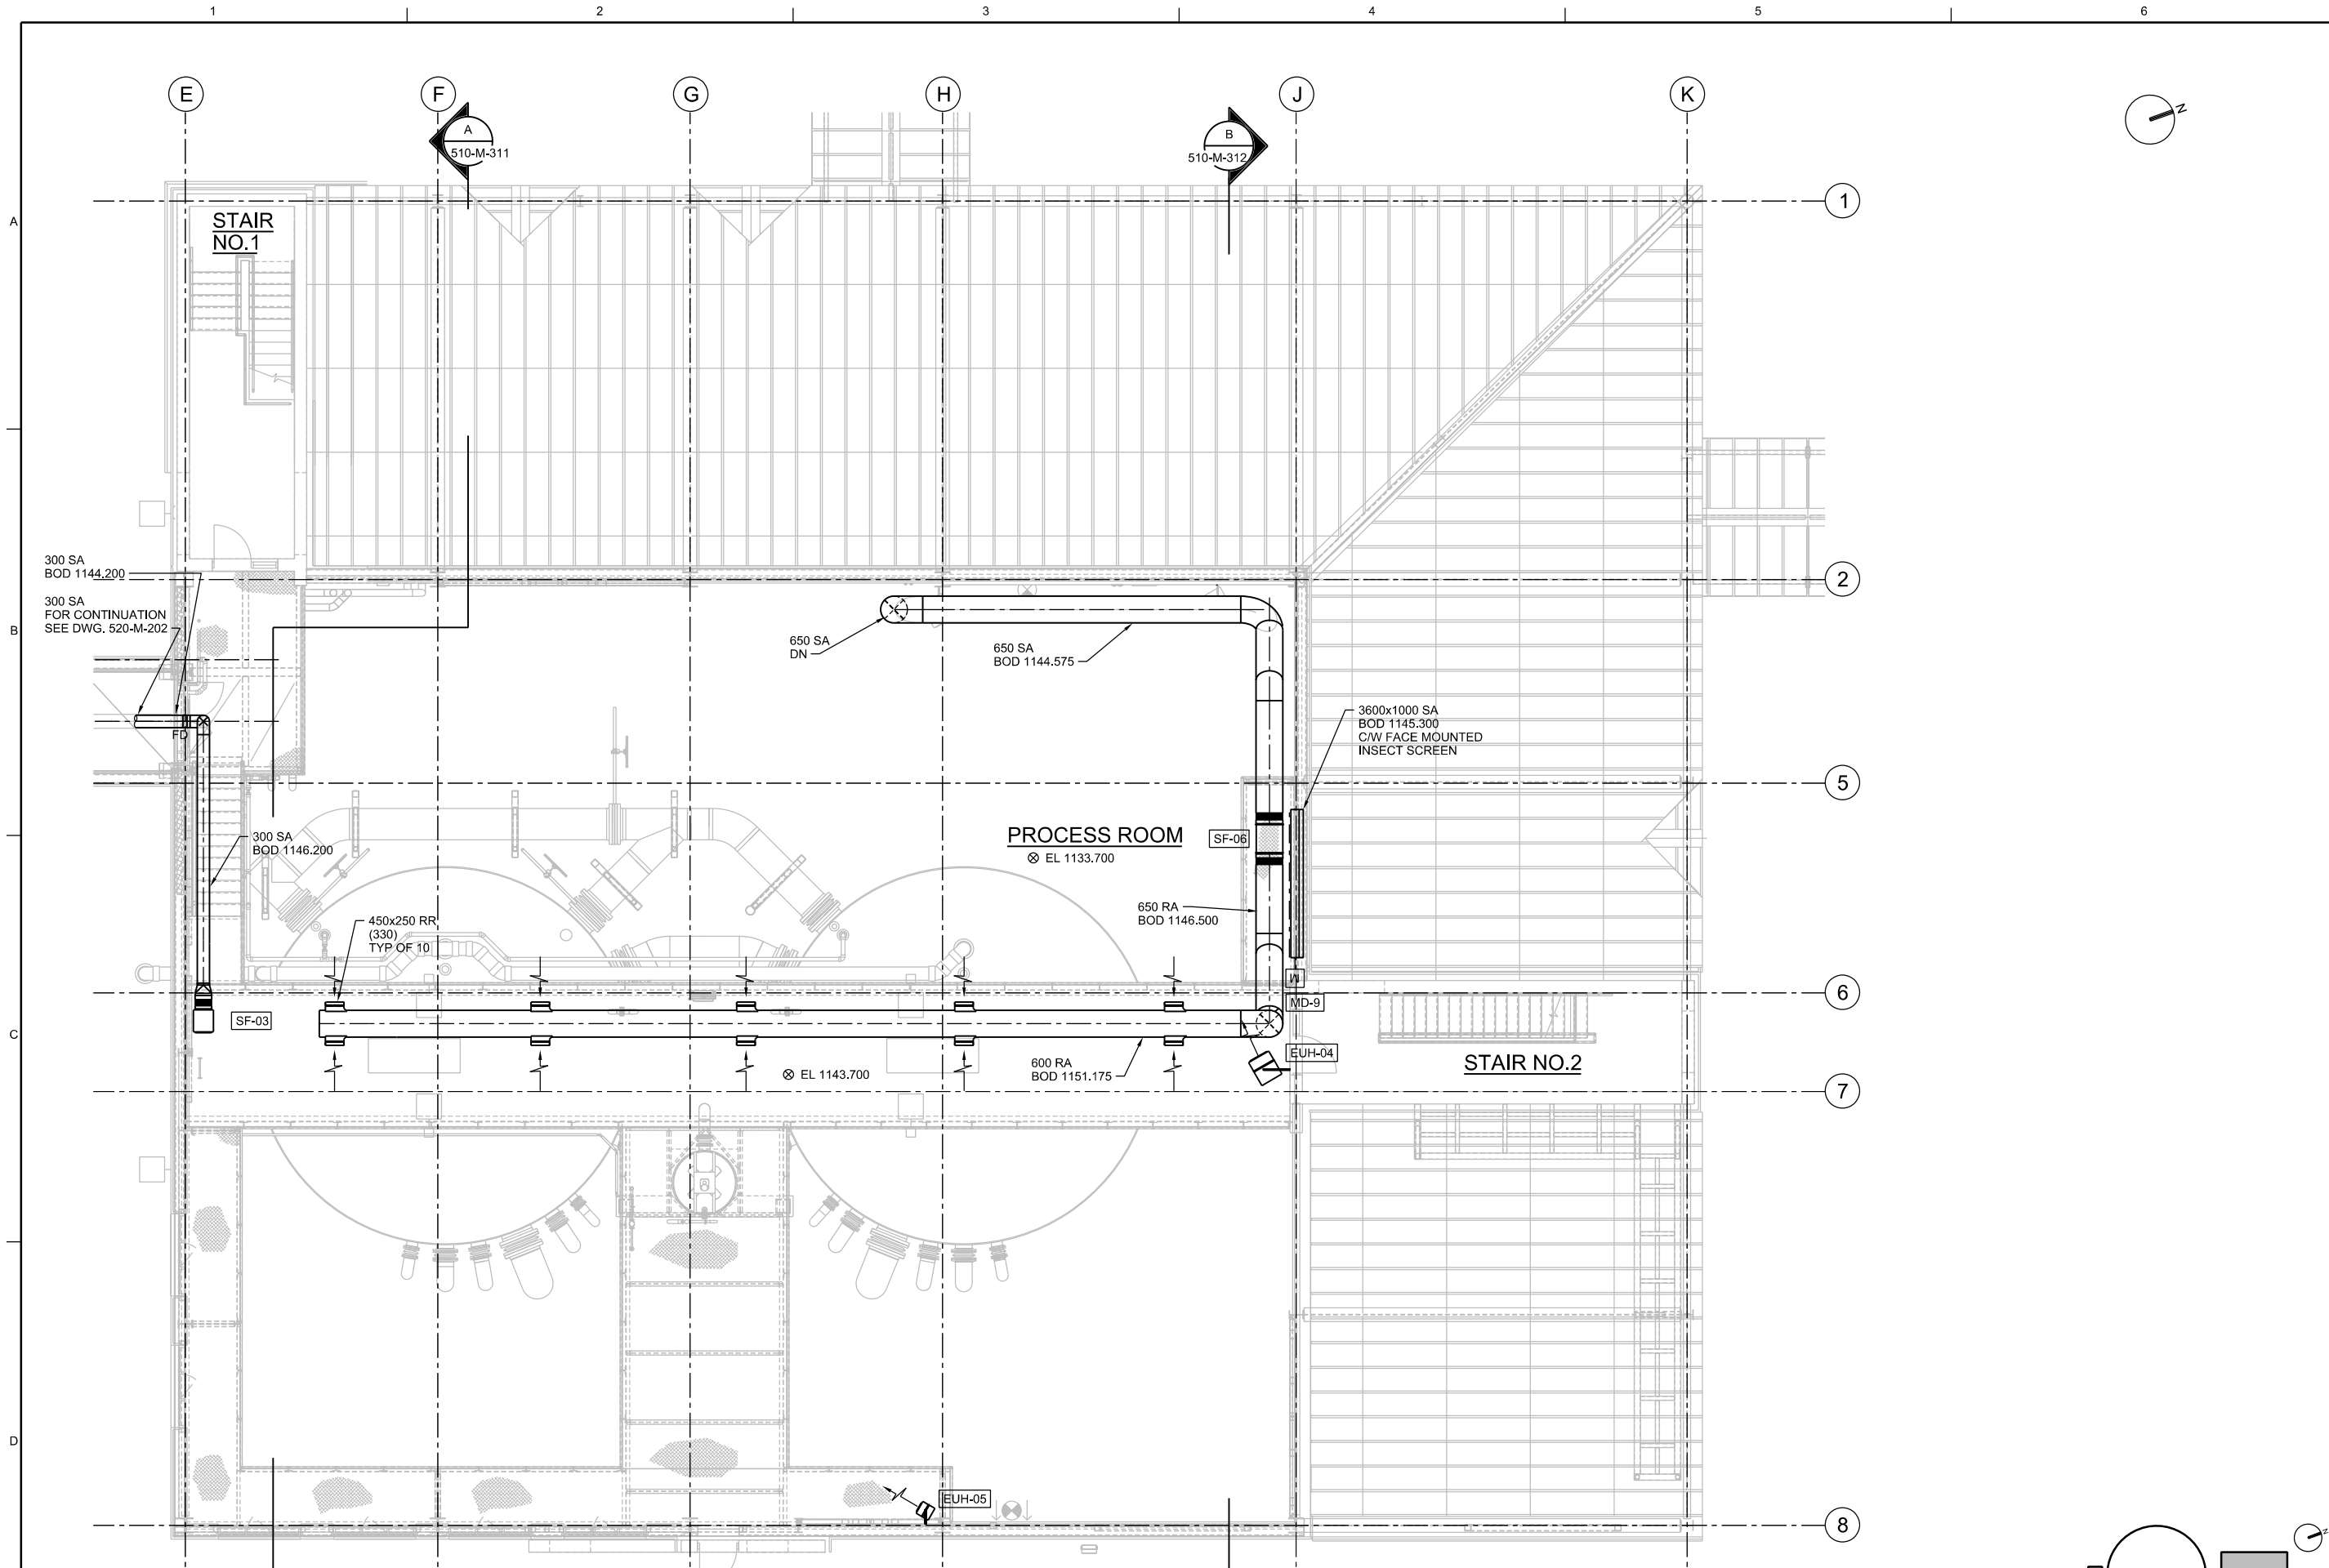 1
2
3
4
5
6
E
F
G
H
J
K
N
A
510-M-311
B
510-M-312
1
A
STAIR
NO.1
300 SA
BOD 1144.200
2
300 SA
FOR CONTINUATION
SEE DWG. 520-M-202
B
650 SA
DN
650 SA
BOD 1144.575
3600x1000 SA
BOD 1145.300
C/W FACE MOUNTED
INSECT SCREEN
FD
5
300 SA
BOD 1146.200
PROCESS ROOM
EL 1133.700
SF-06
450x250 RR
(330)
TYP OF 10
650 RA
BOD 1146.500
M
6
MD-9
SF-03
C
EUH-04
STAIR NO.2
EL 1143.700
600 RA
BOD 1151.175
7
D
EUH-05
8
N